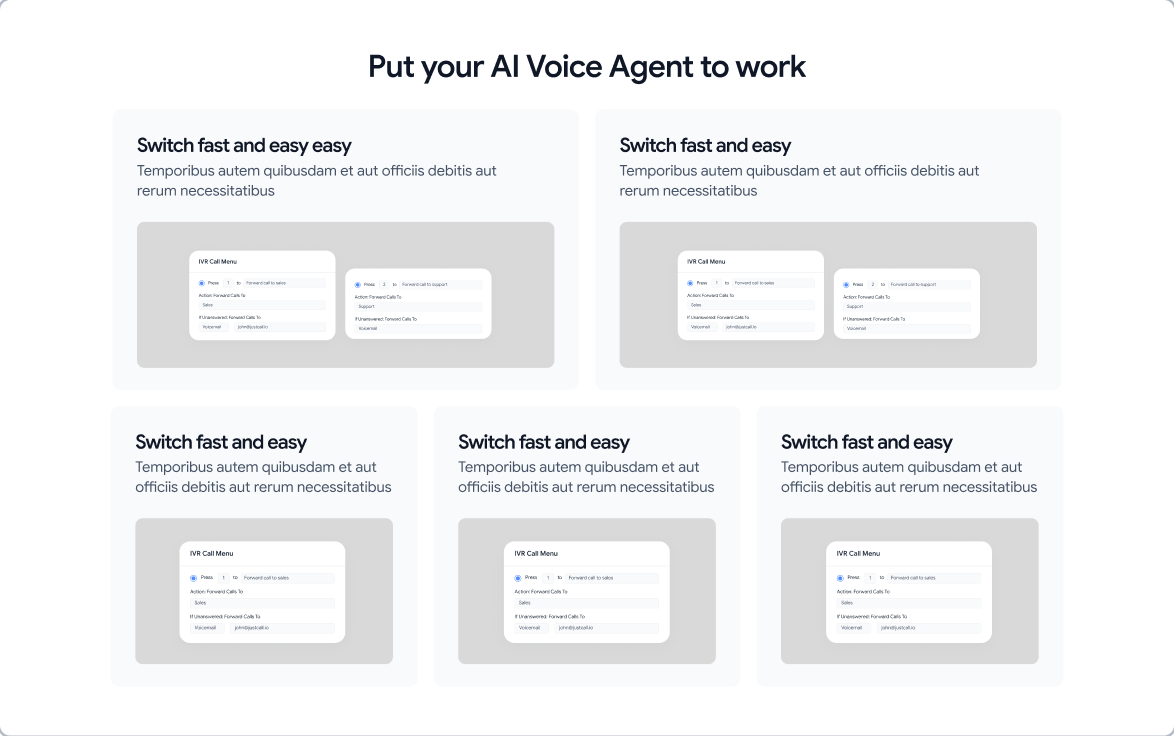 Put your AI Voice Agent to work
Switch fast and easy easy
Temporibus autem quibusdam et aut officiis debitis aut
rerum necessitatibus
IVR Call Menu
Press 1 to Forward call to sales
Action: Forward Calls To
Sales
If Unanswered: Forward Calls To
Voicemail john@justcall.io
Press 2 to Forward call to support
Action: Forward Calls To
Support
If Unanswered: Forward Calls To
Voicemail
Switch fast and easy
Temporibus autem quibusdam et aut officiis debitis aut
rerum necessitatibus
IVR Call Menu
Press 1 to Forward call to sales
Action: Forward Calls To
Sales
If Unanswered: Forward Calls To
Voicemail john@justcall.io
Press 2 to Forward call to support
Action: Forward Calls To
Support
If Unanswered: Forward Calls To
Voicemail
Switch fast and easy
Temporibus autem quibusdam et aut
officiis debitis aut rerum necessitatibus
IVR Call Menu
Press 1 to Forward call to sales
Action: Forward Calls To
Sales
If Unanswered: Forward Calls To
Voicemail john@justcall.io
Switch fast and easy
Temporibus autem quibusdam et aut
officiis debitis aut rerum necessitatibus
IVR Call Menu
Press 1 to Forward call to sales
Action: Forward Calls To
Sales
If Unanswered: Forward Calls To
Voicemail john@justcall.io
Switch fast and easy
Temporibus autem quibusdam et aut
officiis debitis aut rerum necessitatibus
IVR Call Menu
Press 1 to Forward call to sales
Action: Forward Calls To
Sales
If Unanswered: Forward Calls To
Voicemail john@justcall.io